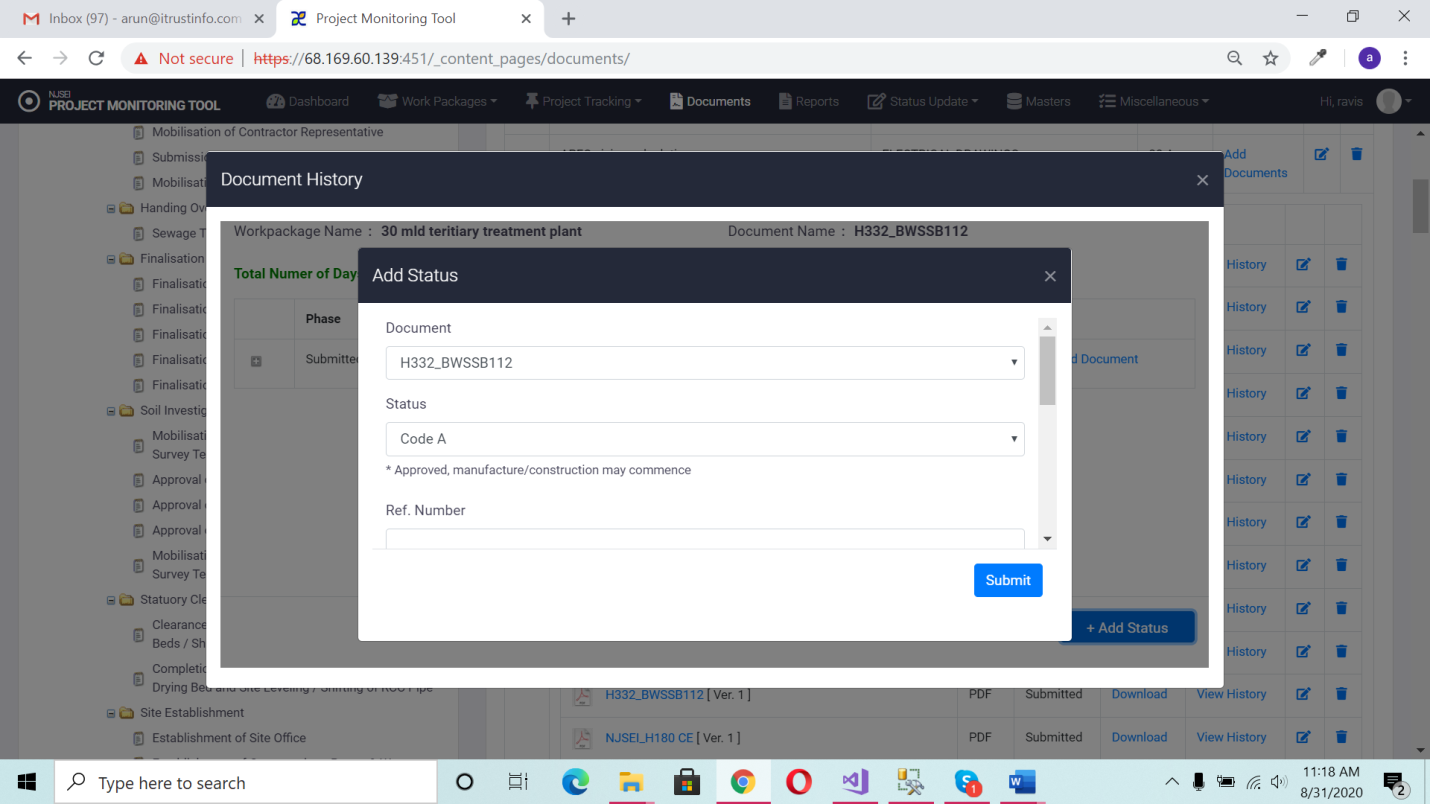 Inbox (97) - arun@itrustinfo.com
Project Monitoring Tool
Not secure
https://68.169.60.139:451/_content_pages/documents/
a
NJSEI
PROJECT MONITORING TOOL
Dashboard
Work Packages
Project Tracking
Documents
Reports
Status Update
Masters
Miscellaneous
Hi, ravis
Mobilisation of Contractor Representative
Submissi
Mobilisati
Handing Ov
Sewage T
Finalisation
Finalisatio
Finalisatio
Finalisatio
Finalisatio
Finalisatio
Soil Investig
Mobilisati
Survey Te
Approval
Approval
Approval
Mobilisati
Survey Te
Statuory Cle
Clearance
Beds / Sh
Completio
Drying Bed and Site Leveling / Shifting of RCC Pipe
Site Establishment
Establishment of Site Office
Add
Documents
Document History
×
Workpackage Name : 30 mld teritiary treatment plant
Document Name : H332_BWSSB112
Total Numer of Day
Phase
Submitte
d Document
Add Status
×
Document
H332_BWSSB112
Status
Code A
* Approved, manufacture/construction may commence
Ref. Number
Submit
+ Add Status
History
History
History
History
History
History
History
History
History
History
H332_BWSSB112 [ Ver. 1 ]
PDF
Submitted
Download
View History
NJSEI_H180 CE [ Ver. 1 ]
PDF
Submitted
Download
View History
Type here to search
1
11:18 AM
8/31/2020
2